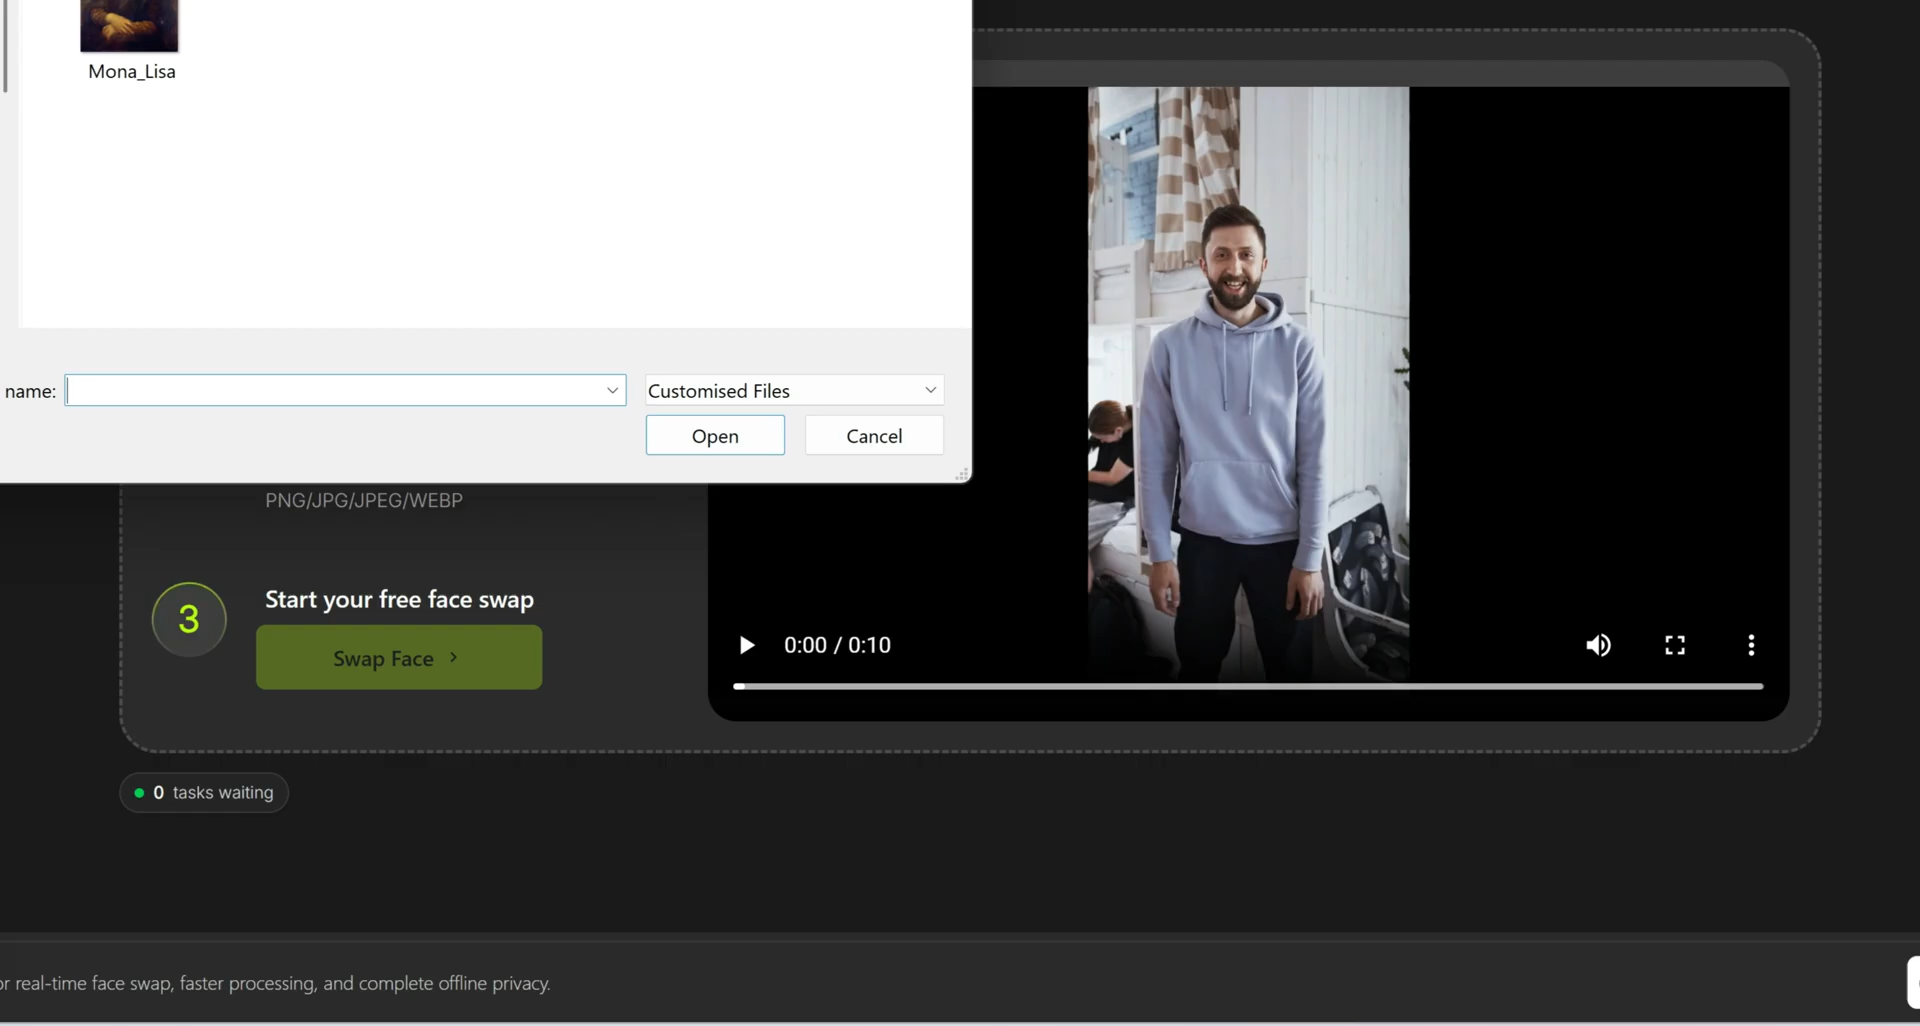 Mona_Lisa
name:
Customised Files
Open
Cancel
PNG/JPG/JPEG/WEBP
3
Start your free face swap
Swap Face
0:00 / 0:10
0 tasks waiting
real-time face swap, faster processing, and complete offline privacy.